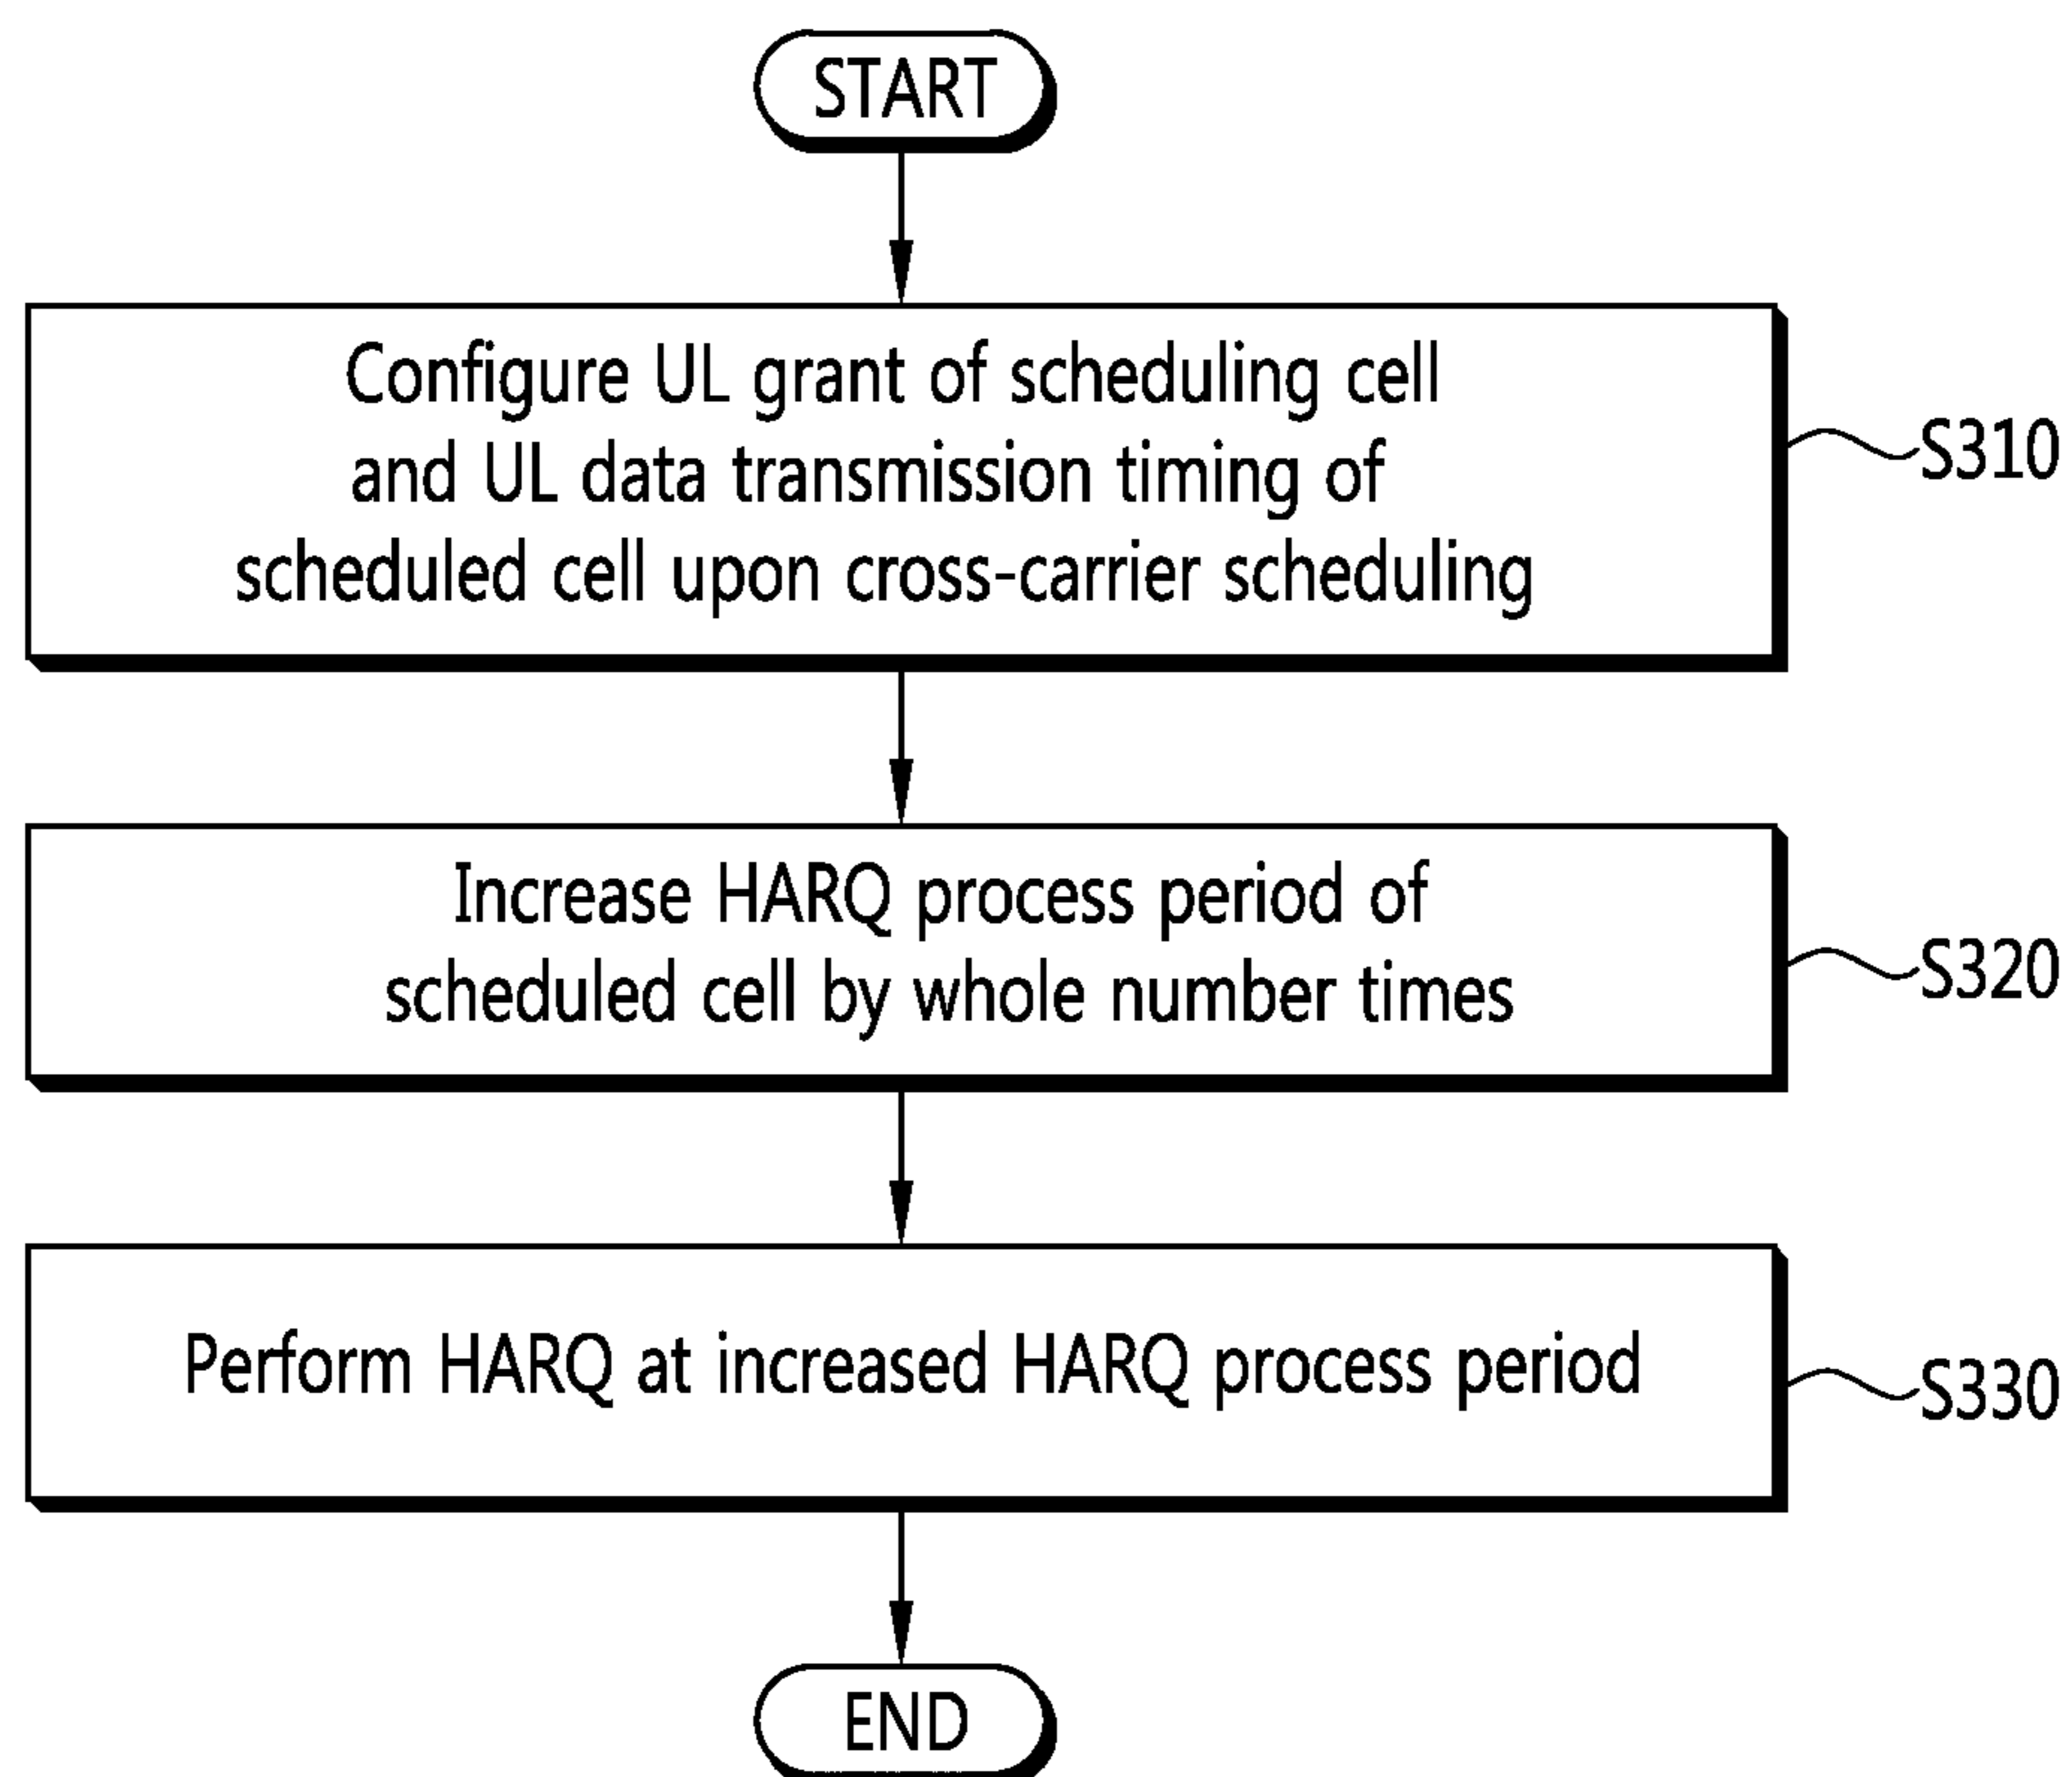 START
Configure UL grant of scheduling cell
and UL data transmission timing of
scheduled cell upon cross-carrier scheduling
S310
Increase HARQ process period of
scheduled cell by whole number times
S320
Perform HARQ at increased HARQ process period
S330
END